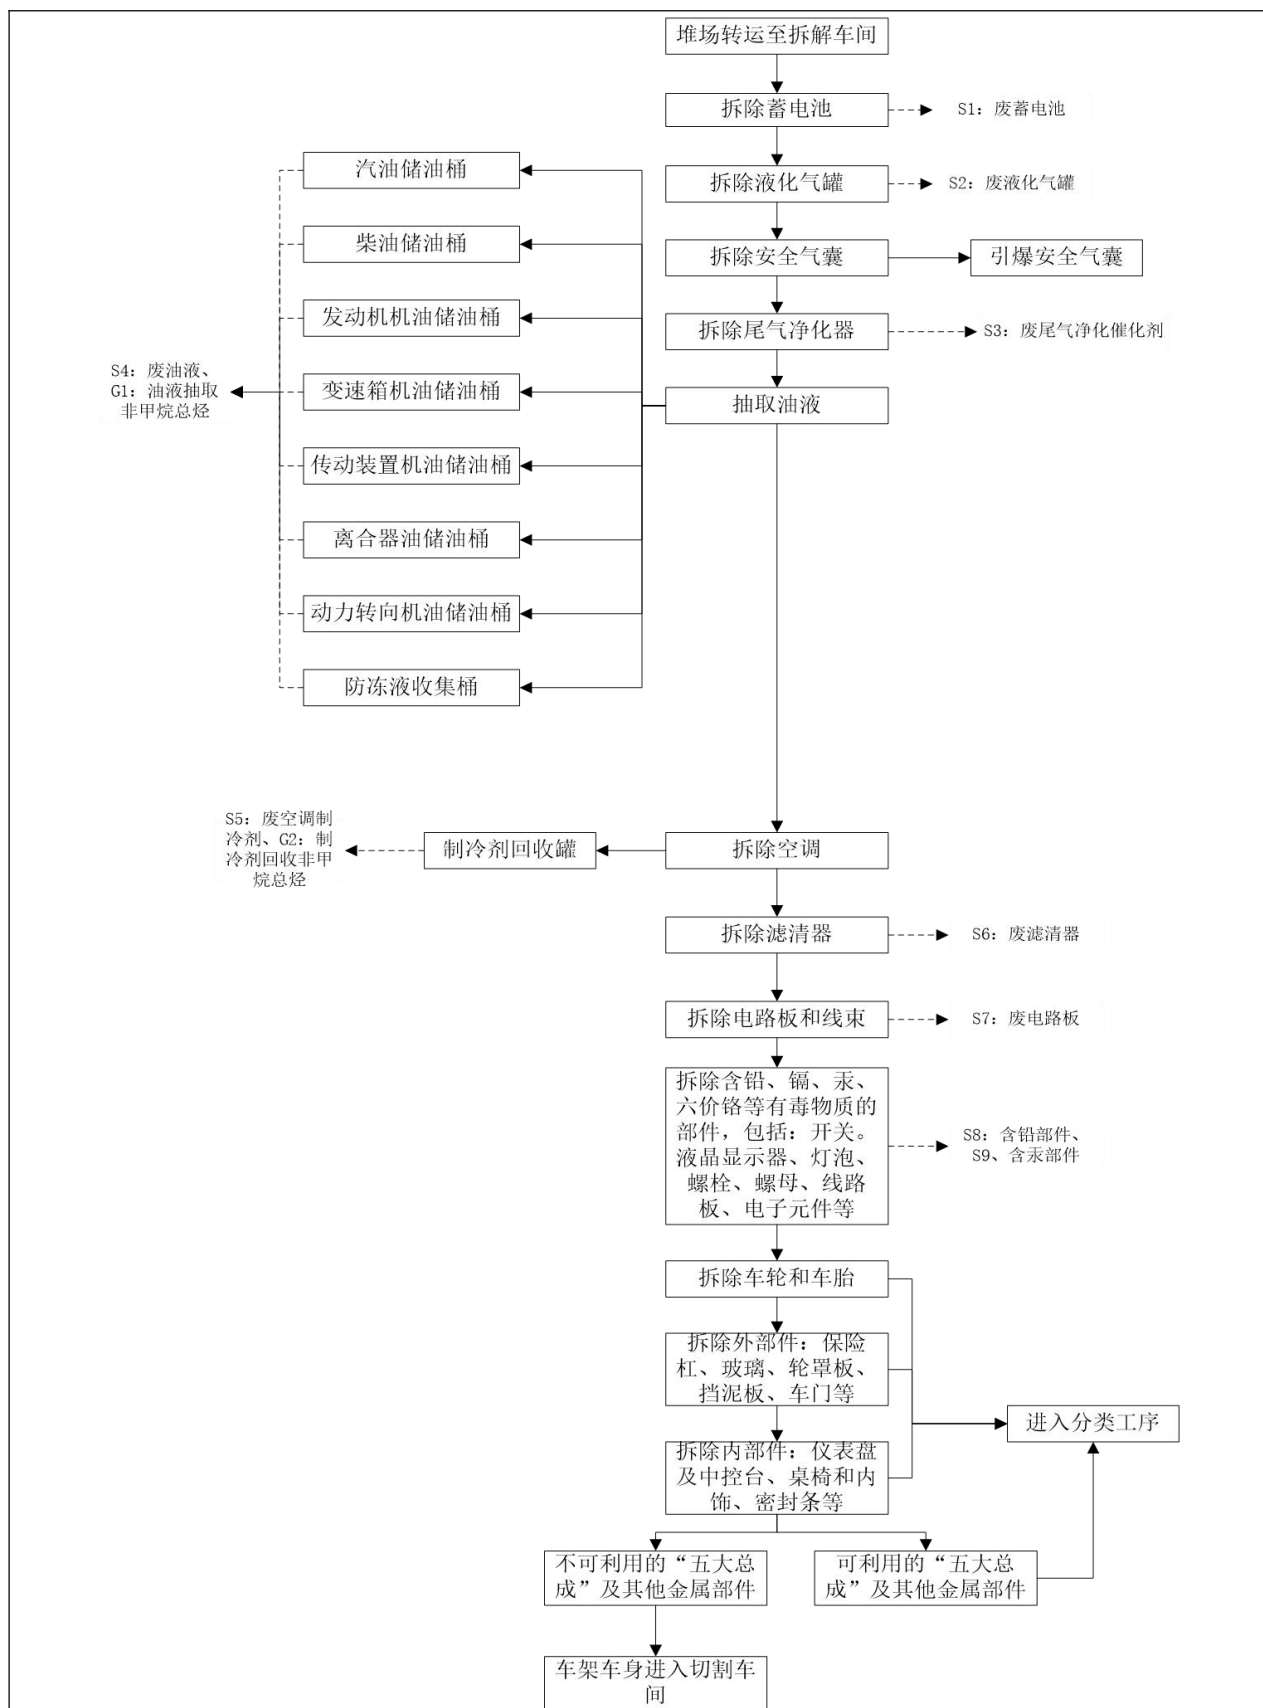 堆场转运至拆解车间
拆除蓄电池
S1: 废蓄电池
汽油储油桶
拆除液化气罐
S2: 废液化气罐
柴油储油桶
拆除安全气囊
引爆安全气囊
发动机机油储油桶
拆除尾气净化器
S3: 废尾气净化催化剂
S4: 废油液、
G1: 油液抽取
非甲烷总烃
变速箱机油储油桶
抽取油液
传动装置机油储油桶
离合器油储油桶
动力转向机油储油桶
防冻液收集桶
S5: 废空调制
冷剂、G2: 制
冷剂回收非甲
烷总烃
制冷剂回收罐
拆除空调
拆除滤清器
S6: 废滤清器
拆除电路板和线束
S7: 废电路板
拆除含铅、镉、汞、
六价铬等有毒物质的
部件，包括：开关。
液晶显示器、灯泡、
螺栓、螺母、线路
板、电子元件等
S8: 含铅部件、
S9、含汞部件
拆除车轮和车胎
拆除外部件：保险
杠、玻璃、轮罩板、
挡泥板、车门等
进入分类工序
拆除内部件：仪表盘
及中控台、桌椅和内
饰、密封条等
不可利用的“五大总
成”及其他金属部件
可利用的“五大总
成”及其他金属部件
车架车身进入切割车
间